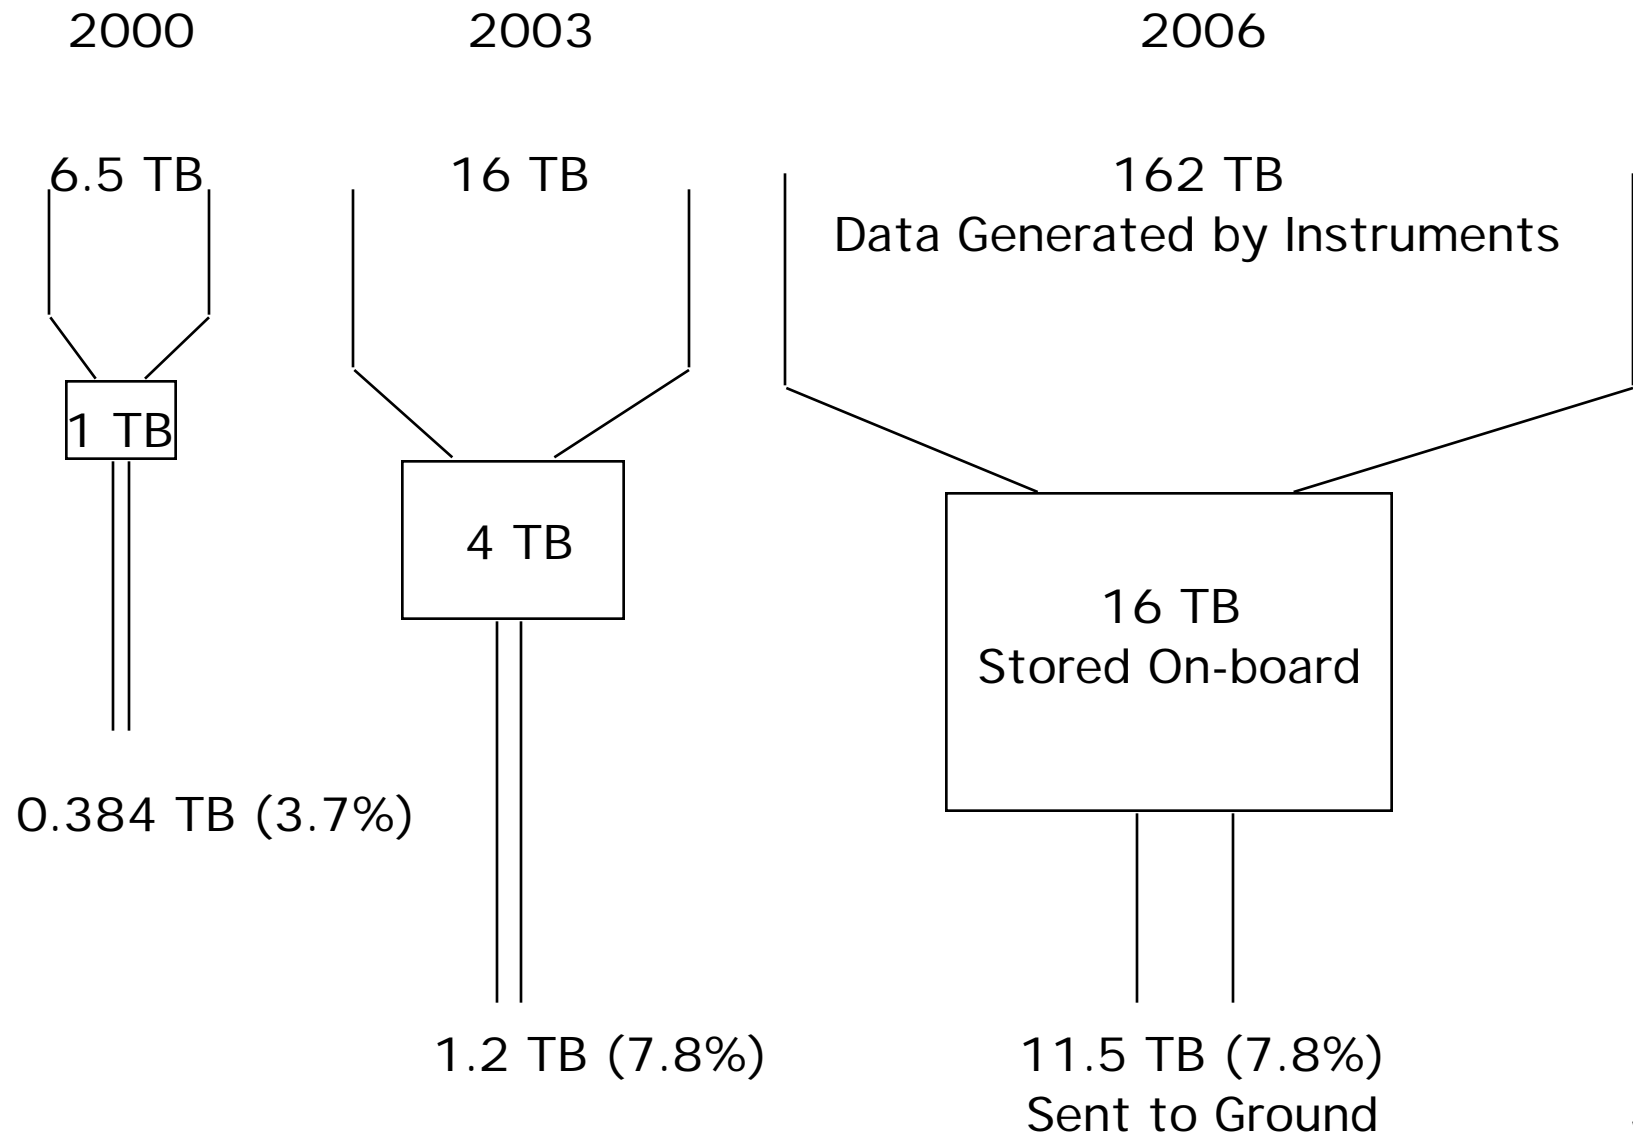 2000
2003
2006
6.5 TB
16 TB
162 TB
Data Generated by Instruments
1 TB
4 TB
16 TB
Stored On-board
0.384 TB (3.7%)
1.2 TB (7.8%)
11.5 TB (7.8%)
Sent to Ground